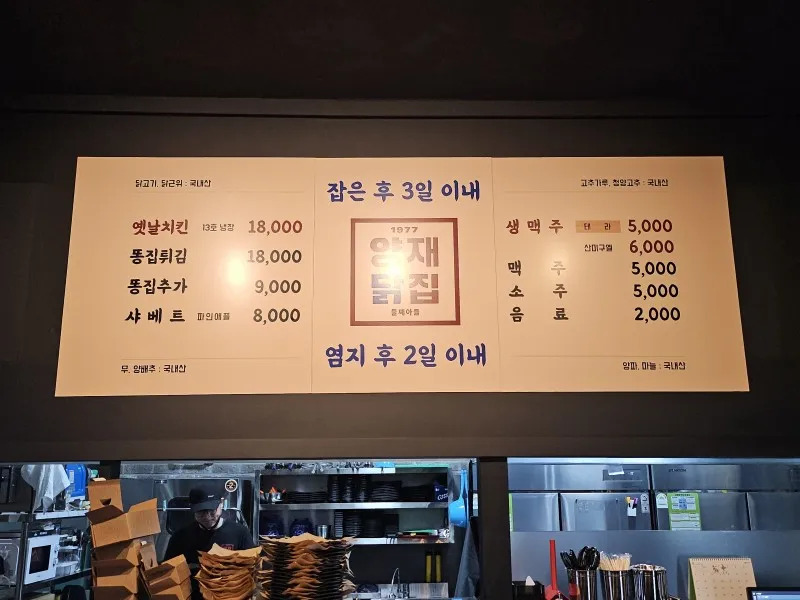 닭고기, 닭근위 : 국내산
옛날치킨 13호 냉장 18,000
똥집튀김 18,000
똥집추가 9,000
샤베트 파인애플 8,000
무, 양배추 : 국내산
잡은 후 3일 이내
1977
양재
닭집
염지 후 2일 이내
고추가루, 청양고추 : 국내산
생맥주 테라 5,000
산미구엘 6,000
맥주 5,000
소주 5,000
음료 2,000
양파, 마늘 : 국내산